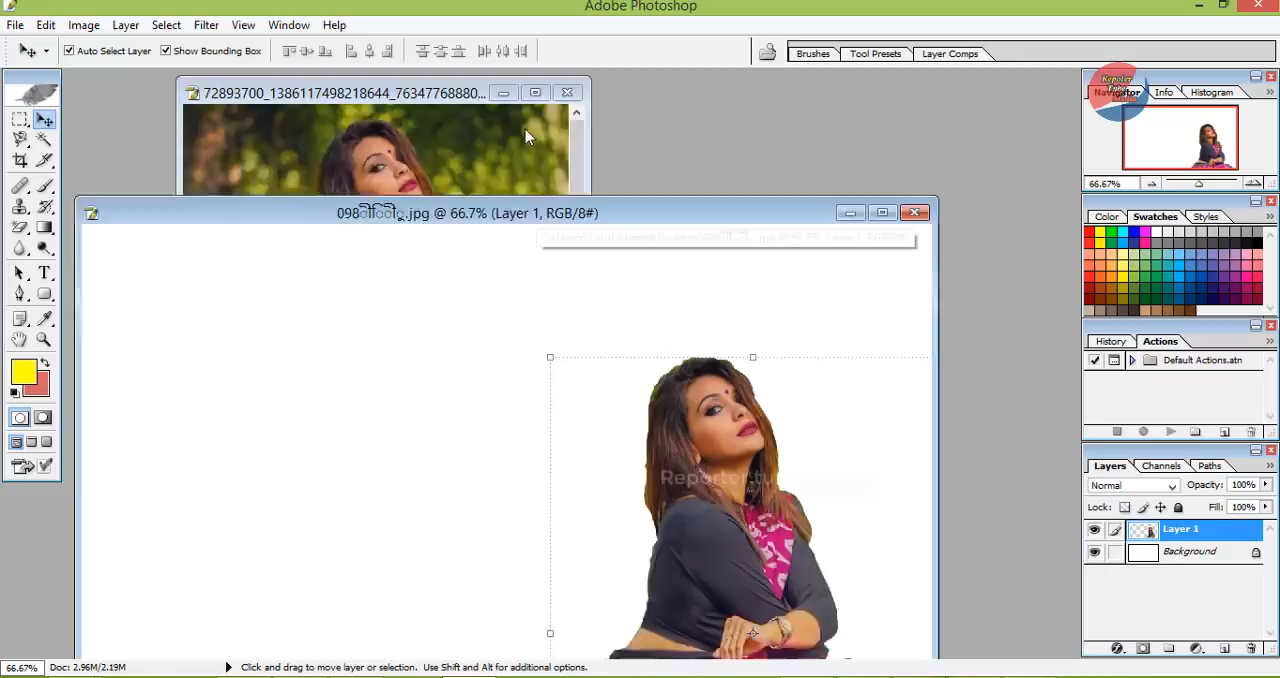 Adobe Photoshop
File Edit Image Layer Select Filter View Window Help
Auto Select Layer Show Bounding Box Brushes Tool Presets Layer Comps
Repoter
Tube
Navigator Info Histogram
72893700_1386117498218644_76347768880...
66.67%
.jpg @ 66.7% (Layer 1, RGB/8#)
Color Swatches Styles
History Actions
Default Actions.atn
Layers Channels Paths
Normal Opacity: 100%
Lock: Fill: 100%
Layer 1
Background
66.67% Doc: 2.96M/2.19M Click and drag to move layer or selection. Use Shift and Alt for additional options.